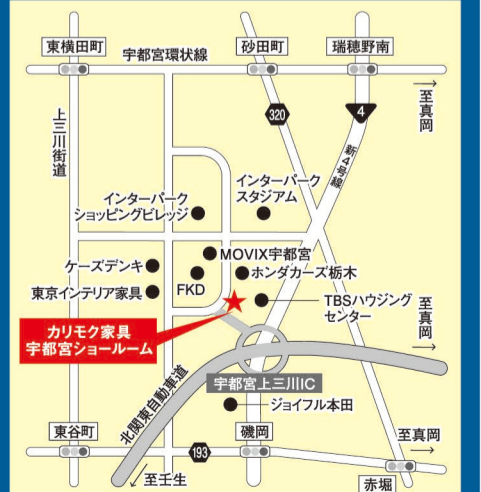 東横田町
宇都宮環状線
砂田町
瑞穂野南
至真岡
320
4
上三川街道
新4号線
インターパーク
スタジアム
インターパーク
ショッピングビレッジ
MOVIX宇都宮
ケーズデンキ
FKD
ホンダカーズ栃木
東京インテリア家具
TBSハウジング
センター
至真岡
カリモク家具
宇都宮ショールーム
宇都宮上三川IC
北関東自動車道
ジョイフル本田
東谷町
193
磯岡
至真岡
至壬生
赤堀